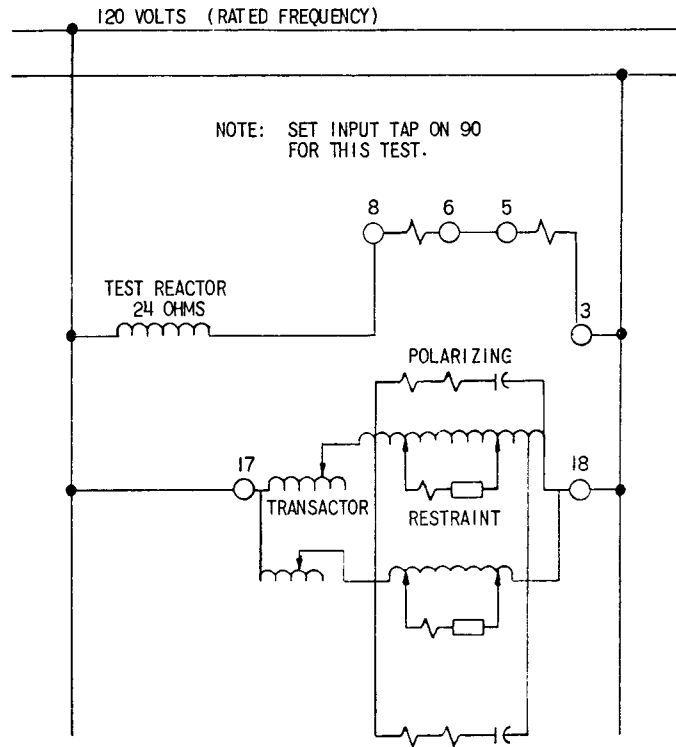 120 VOLTS (RATED FREQUENCY)
NOTE: SET INPUT TAP ON 90
FOR THIS TEST.
8 6 5
TEST REACTOR
24 OHMS
3
POLARIZING
17
18
TRANSACTOR
RESTRAINT